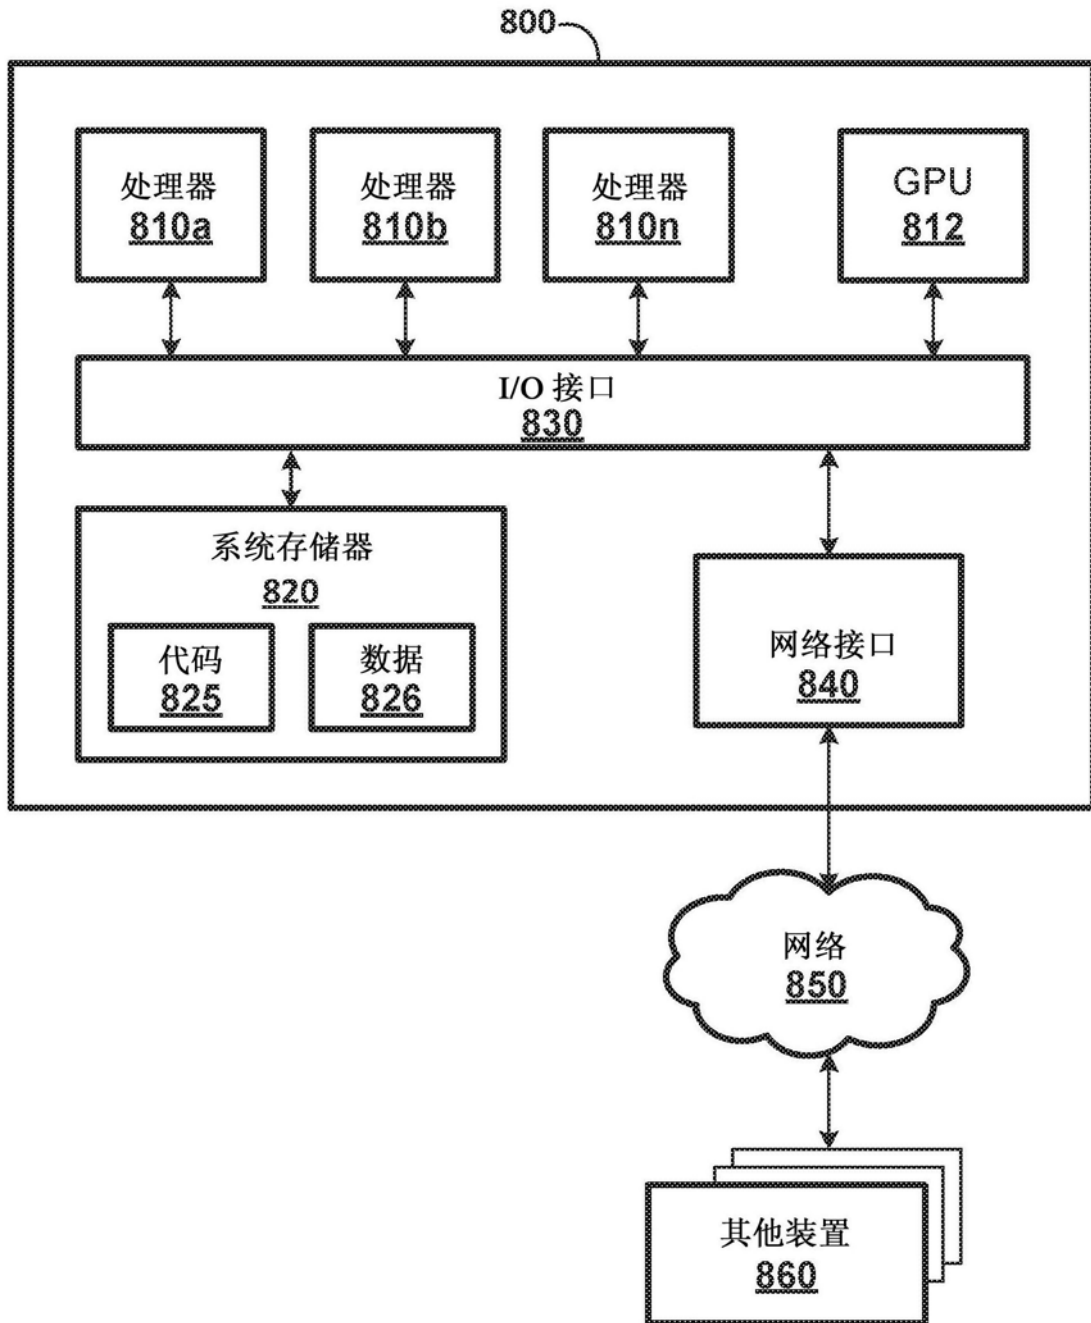 800
处理器
810a
处理器
810b
处理器
810n
GPU
812
I/O 接口
830
系统存储器
820
代码
825
数据
826
网络接口
840
网络
850
其他装置
860